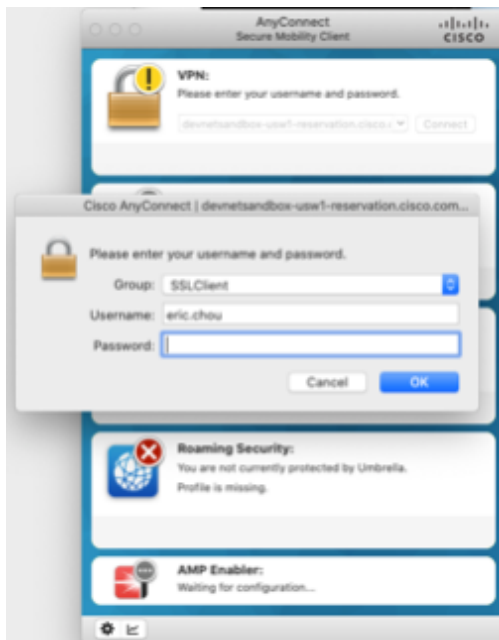 AnyConnect
Secure Mobility Client
CISCO
VPN:
Please enter your username and password.
devnetsandbox-usw1-reservation.cisco.c
Connect
Cisco AnyConnect | devnetsandbox-usw1-reservation.cisco.com...
Please enter your username and password.
Group: SSLClient
Username: eric.chou
Password:
Cancel
OK
Roaming Security:
You are not currently protected by Umbrella.
Profile is missing.
AMP Enabler:
Waiting for configuration...